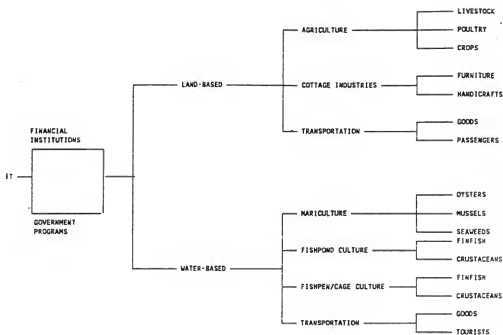 LIVESTOCK
AGRICULTURE
POULTRY
CROPS
LAND-BASED
COTTAGE INDUSTRIES
FURNITURE
HANDICRAFTS
TRANSPORTATION
GOODS
PASSENGERS
FINANCIAL
INSTITUTIONS
GOVERNMENT
PROGRAMS
WATER-BASED
MARICULTURE
OYSTERS
MUSSELS
SEAWEEDS
FISHPOND CULTURE
FINFISH
CRUSTACEANS
FISHPEN/CAGE CULTURE
FINFISH
CRUSTACEANS
TRANSPORTATION
GOODS
TOURISTS